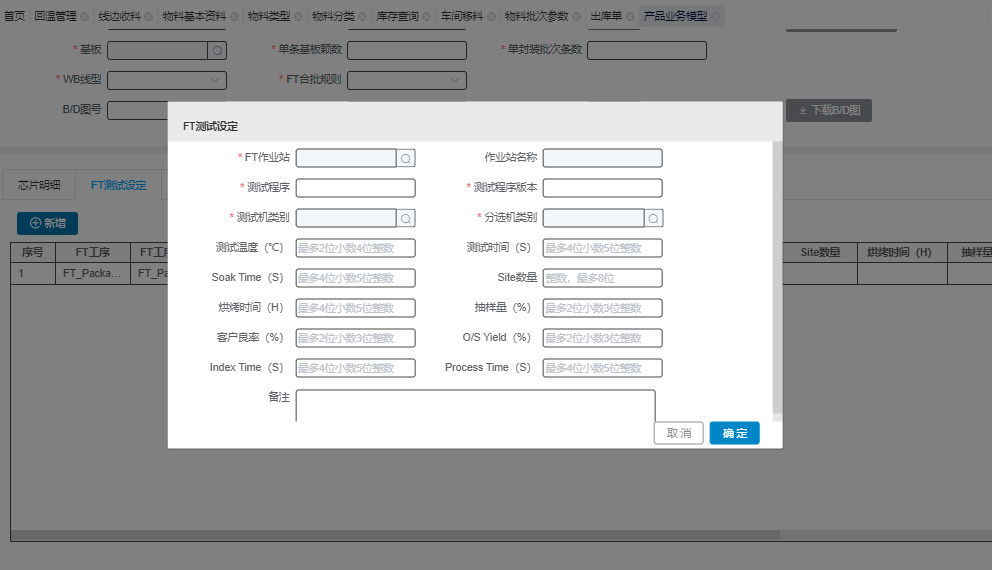 首页 回温管理 线边收料 物料基本资料 物料类型 物料分类 库存查询 车间移料 物料批次参数 出库单 产品业务模型
* 基板 * 单条基板颗数 * 单封装批次条数
* WB线型 * FT合批规则
B/D图号 下载B/D图
FT测试设定
* FT作业站 作业站名称
* 测试程序 * 测试程序版本
* 测试机类别 * 分选机类别
测试温度（℃） 最多2位小数4位整数 测试时间（S） 最多4位小数5位整数
Soak Time（S） 最多4位小数5位整数 Site数量 整数，最多8位
烘烤时间（H） 最多4位小数5位整数 抽样量（%） 最多2位小数3位整数
客户良率（%） 最多2位小数3位整数 O/S Yield（%） 最多2位小数3位整数
Index Time（S） 最多4位小数5位整数 Process Time（S） 最多4位小数5位整数
备注
取消 确定
芯片明细 FT测试设定
新增
序号 FT工序 FT工 Site数量 烘烤时间（H） 抽样量
1 FT_Packa... FT_Pa